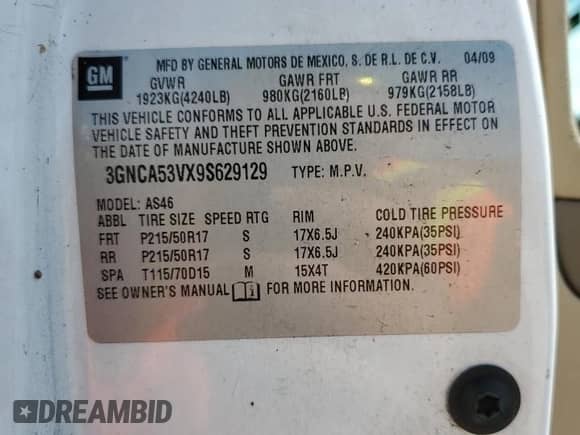 GM
MFD BY GENERAL MOTORS DE MEXICO, S. DE R.L. DE C.V. 04/09
GVWR GAWR FRT GAWR RR
1923KG(4240LB) 980KG(2160LB) 979KG(2158LB)
THIS VEHICLE CONFORMS TO ALL APPLICABLE U.S. FEDERAL MOTOR
VEHICLE SAFETY AND THEFT PREVENTION STANDARDS IN EFFECT ON
THE DATE OF MANUFACTURE SHOWN ABOVE.
3GNCA53VX9S629129 TYPE: M.P.V.
MODEL: AS46
ABBL TIRE SIZE SPEED RTG RIM COLD TIRE PRESSURE
FRT P215/50R17 S 17X6.5J 240KPA(35PSI)
RR P215/50R17 S 17X6.5J 240KPA(35PSI)
SPA T115/70D15 M 15X4T 420KPA(60PSI)
SEE OWNER'S MANUAL FOR MORE INFORMATION.
DREAMBID